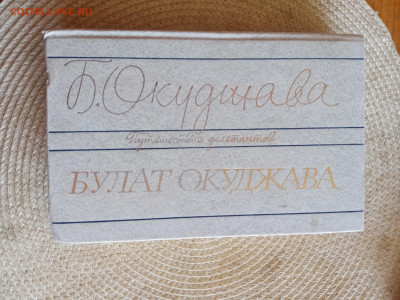 Б. Окуджава
Путешествие дилетантов
БУЛАТ ОКУДЖАВА